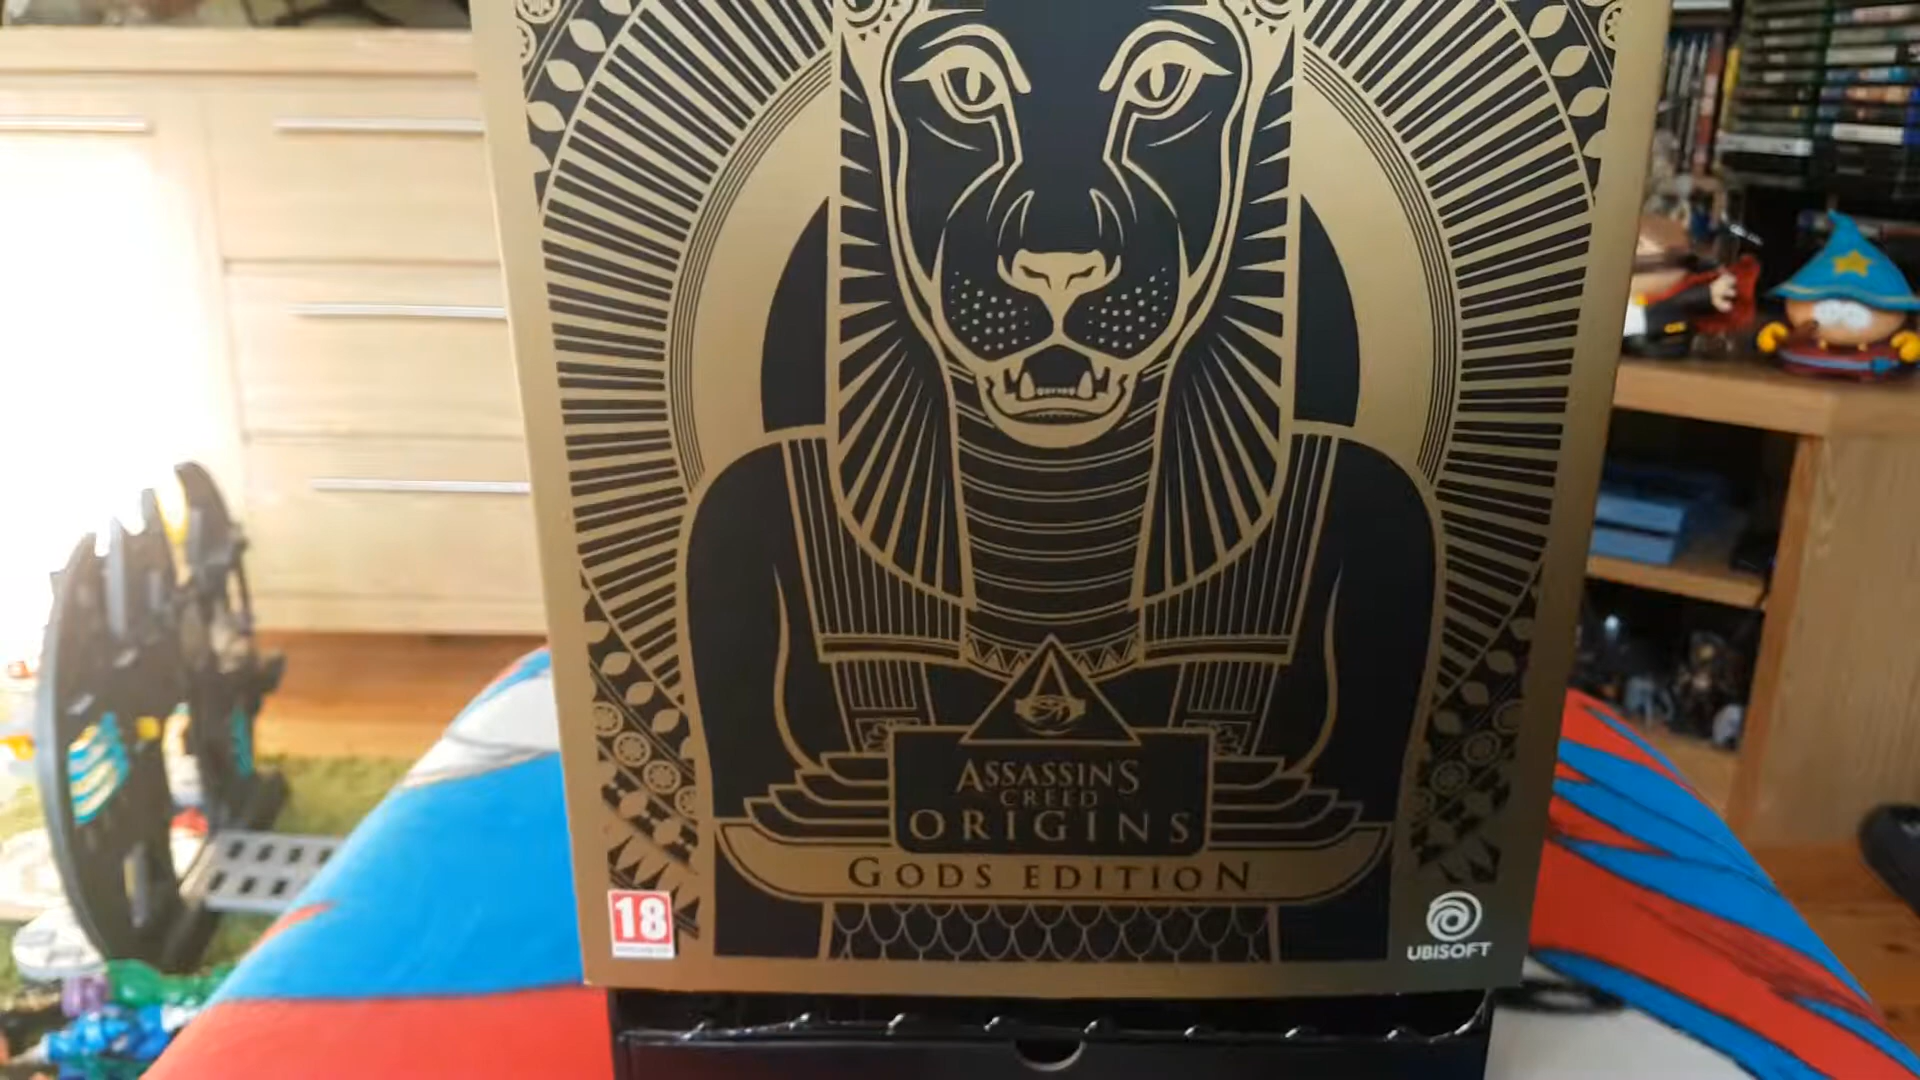 ASSASSIN'S
CREED
ORIGINS
GODS EDITION
18
UBISOFT